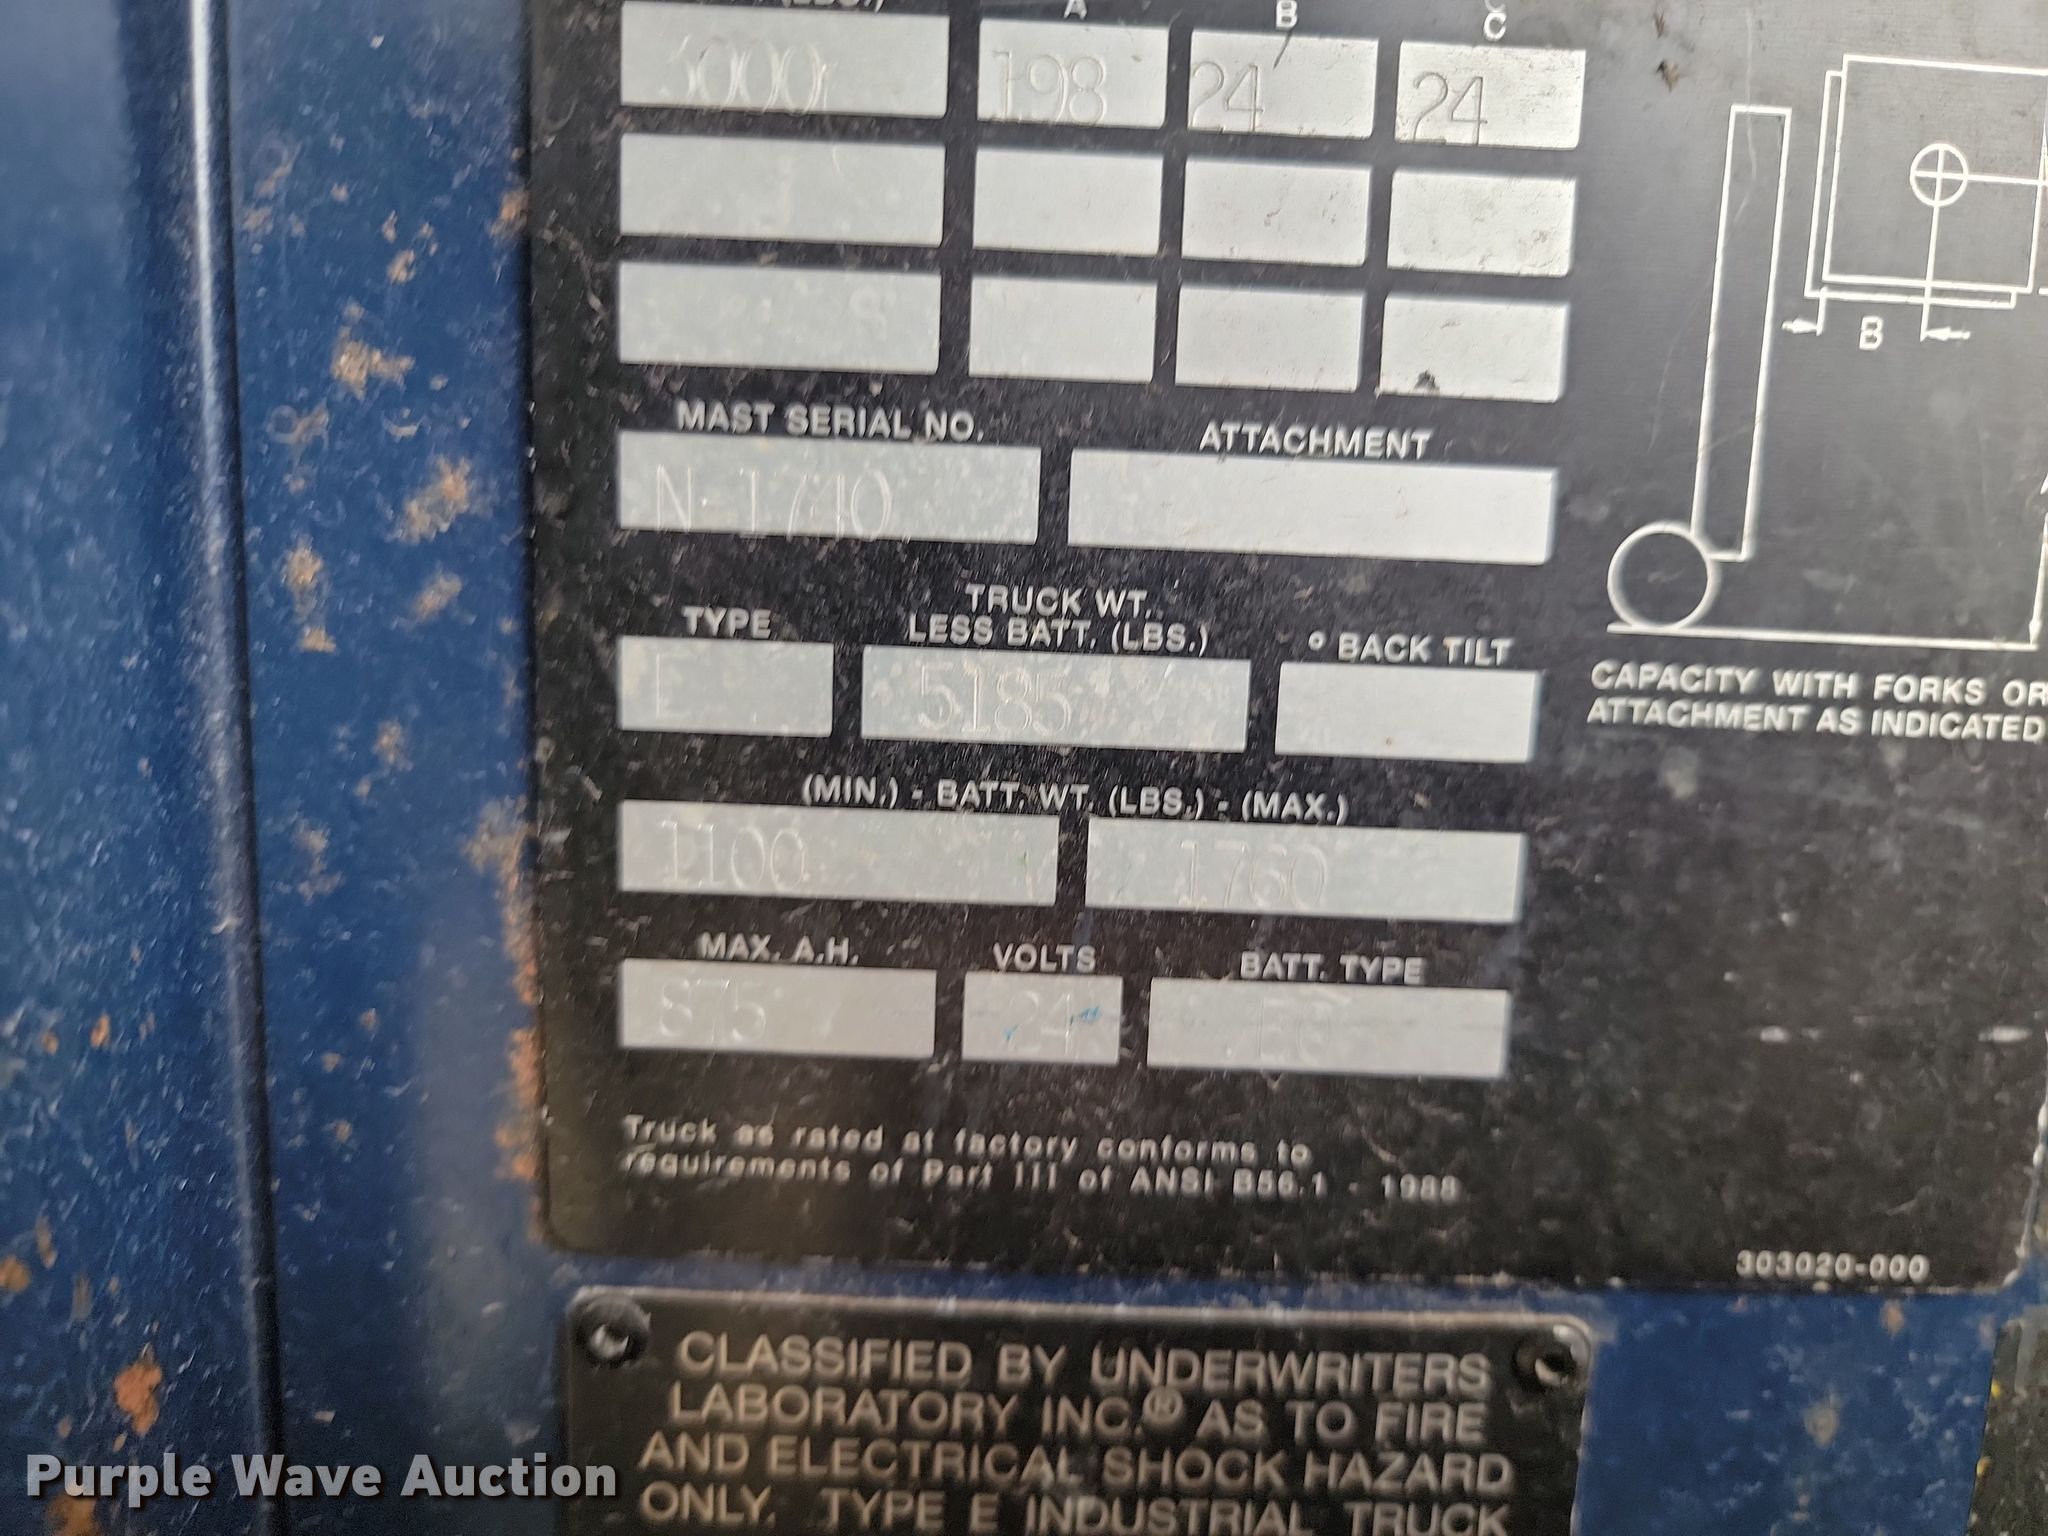 A B C
3000 198 24 24
MAST SERIAL NO. ATTACHMENT
N-1740
TYPE TRUCK WT. LESS BATT. (LBS.) ° BACK TILT
E 5185
(MIN.) - BATT. WT. (LBS.) - (MAX.)
1100 1760
MAX. A.H. VOLTS BATT. TYPE
875 24
Truck as rated at factory conforms to
requirements of Part III of ANSI B56.1 - 1988
303020-000
B
CAPACITY WITH FORKS OR
ATTACHMENT AS INDICATED
CLASSIFIED BY UNDERWRITERS
LABORATORY INC.® AS TO FIRE
AND ELECTRICAL SHOCK HAZARD
ONLY. TYPE E INDUSTRIAL TRUCK
Purple Wave Auction